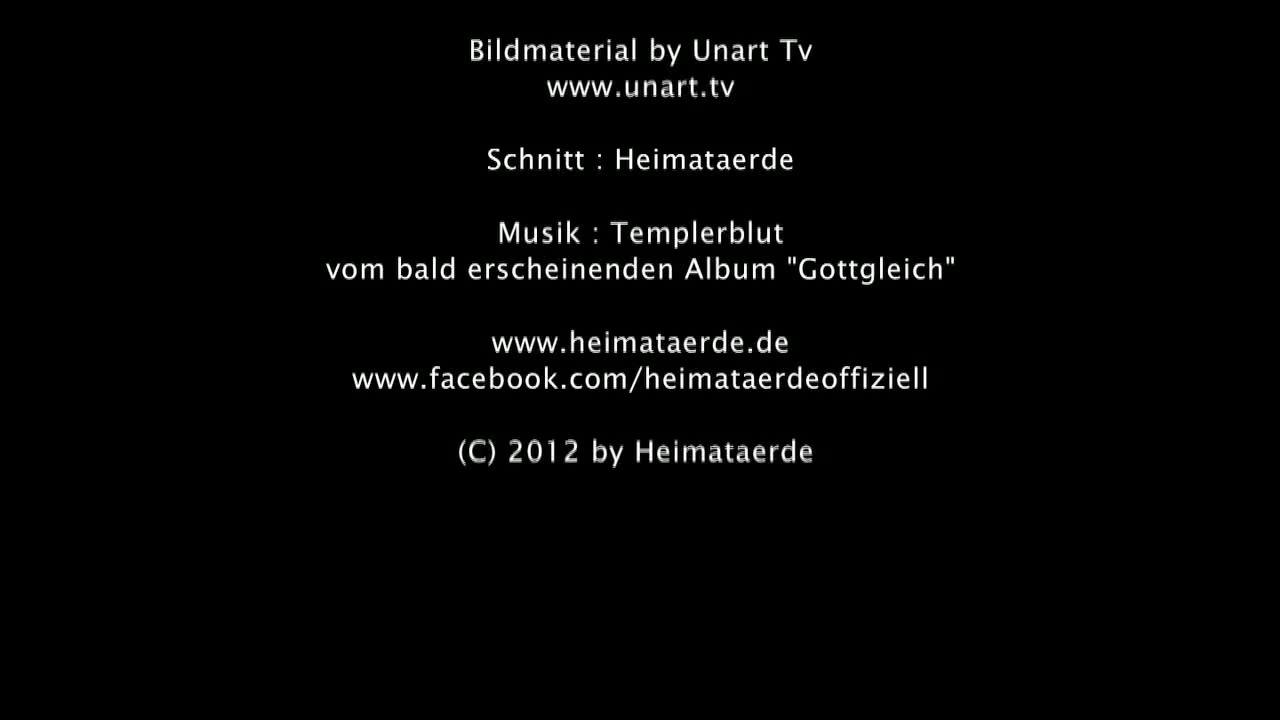 Bildmaterial by Unart Tv
www.unart.tv
Schnitt : Heimataerde
Musik : Templerblut
vom bald erscheinenden Album "Gottgleich"
www.heimataerde.de
www.facebook.com/heimataerdeoffiziell
(C) 2012 by Heimataerde